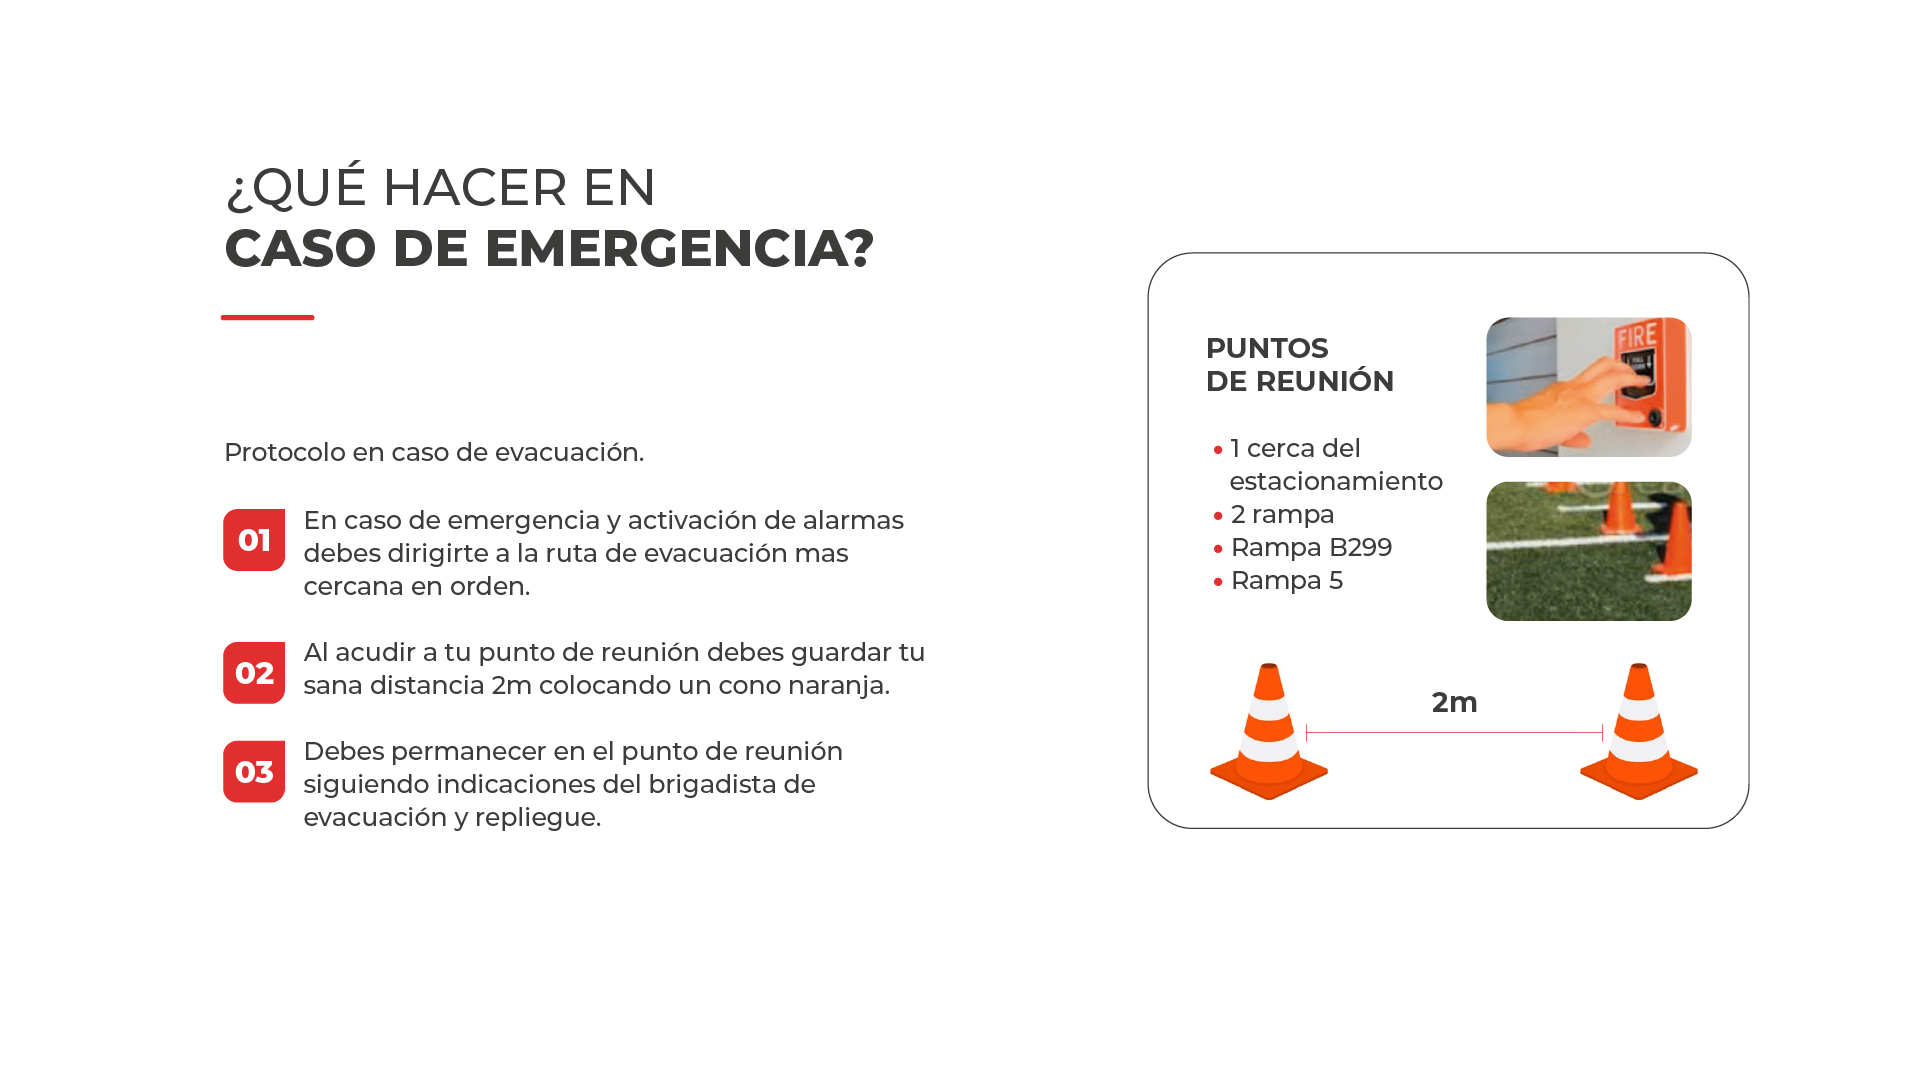 ¿QUÉ HACER EN
CASO DE EMERGENCIA?
Protocolo en caso de evacuación.
01
En caso de emergencia y activación de alarmas
debes dirigirte a la ruta de evacuación mas
cercana en orden.
02
Al acudir a tu punto de reunión debes guardar tu
sana distancia 2m colocando un cono naranja.
03
Debes permanecer en el punto de reunión
siguiendo indicaciones del brigadista de
evacuación y repliegue.
PUNTOS
DE REUNIÓN
• 1 cerca del
estacionamiento
• 2 rampa
• Rampa B299
• Rampa 5
FIRE
2m